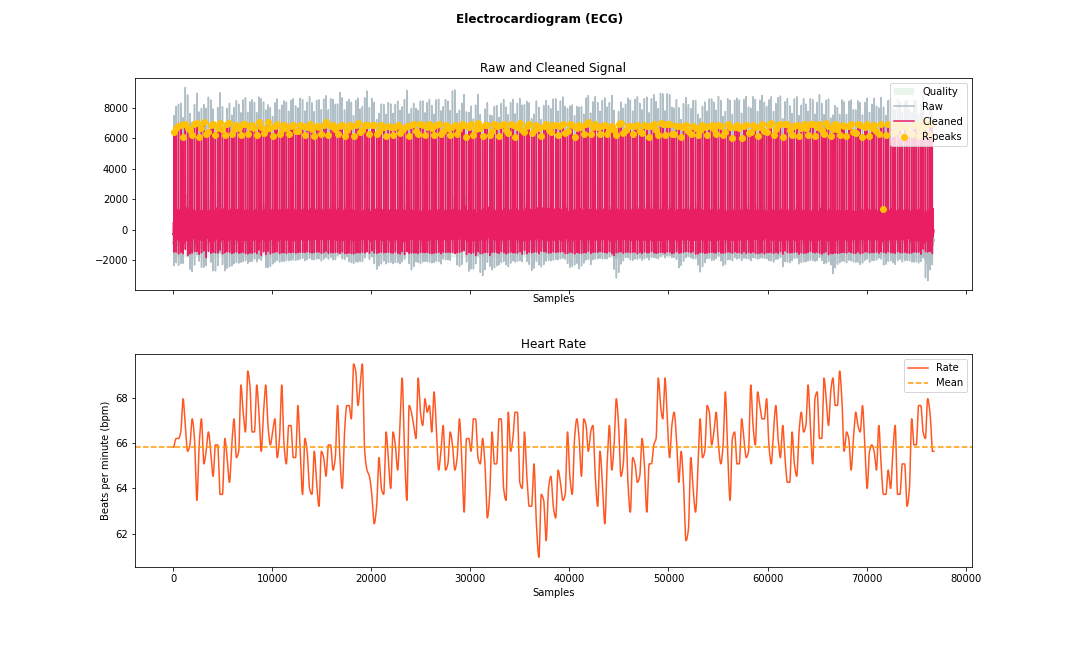 Electrocardiogram (ECG)
Raw and Cleaned Signal
8000
6000
4000
2000
0
−2000
Quality
Raw
Cleaned
R-peaks
Samples
Heart Rate
Beats per minute (bpm)
68
66
64
62
Rate
Mean
0 10000 20000 30000 40000 50000 60000 70000 80000
Samples